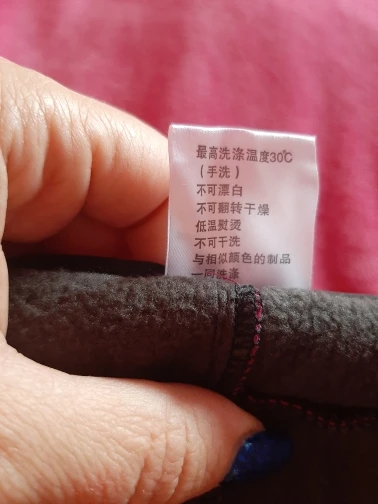 最高洗涤温度30℃
（手洗）
不可漂白
不可翻转干燥
低温熨烫
不可干洗
与相似颜色的制品
一同洗涤